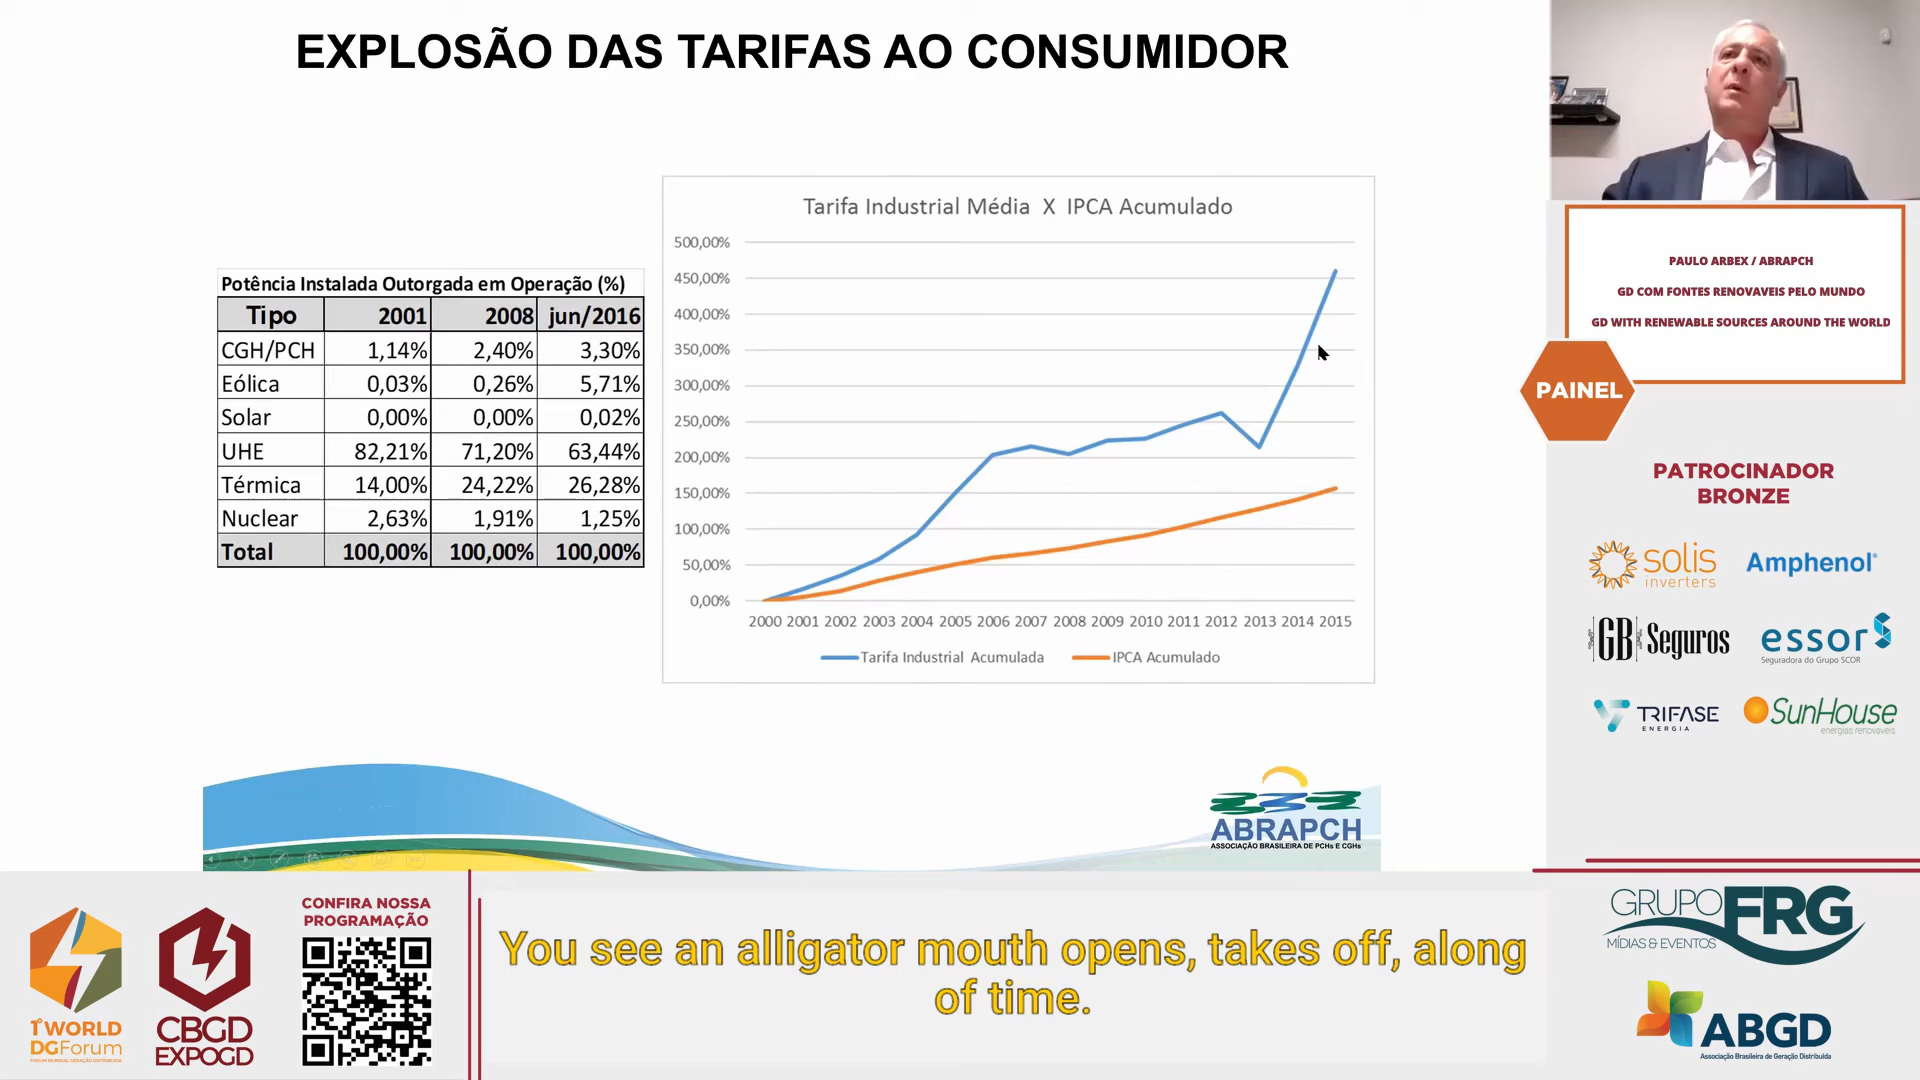 EXPLOSÃO DAS TARIFAS AO CONSUMIDOR
Potência Instalada Outorgada em Operação (%)
Tipo 2001 2008 jun/2016
CGH/PCH 1,14% 2,40% 3,30%
Eólica 0,03% 0,26% 5,71%
Solar 0,00% 0,00% 0,02%
UHE 82,21% 71,20% 63,44%
Térmica 14,00% 24,22% 26,28%
Nuclear 2,63% 1,91% 1,25%
Total 100,00% 100,00% 100,00%
Tarifa Industrial Média X IPCA Acumulado
500,00%
450,00%
400,00%
350,00%
300,00%
250,00%
200,00%
150,00%
100,00%
50,00%
0,00%
2000 2001 2002 2003 2004 2005 2006 2007 2008 2009 2010 2011 2012 2013 2014 2015
Tarifa Industrial Acumulada IPCA Acumulado
ABRAPCH
ASSOCIAÇÃO BRASILEIRA DE PCHs E CGHs
PAULO ARBEX / ABRAPCH
GD COM FONTES RENOVAVEIS PELO MUNDO
GD WITH RENEWABLE SOURCES AROUND THE WORLD
PAINEL
PATROCINADOR
BRONZE
solis
inverters
Amphenol
GB Seguros
essor
Seguradora do Grupo SCOR
TRIFASE
ENERGIA
SunHouse
energias renováveis
1º WORLD
DGForum
FORUM MUNDIAL GERAÇÃO DISTRIBUÍDA
CBGD
EXPOGD
CONFIRA NOSSA
PROGRAMAÇÃO
You see an alligator mouth opens, takes off, along
of time.
GRUPO FRG
MÍDIAS & EVENTOS
ABGD
Associação Brasileira de Geração Distribuída